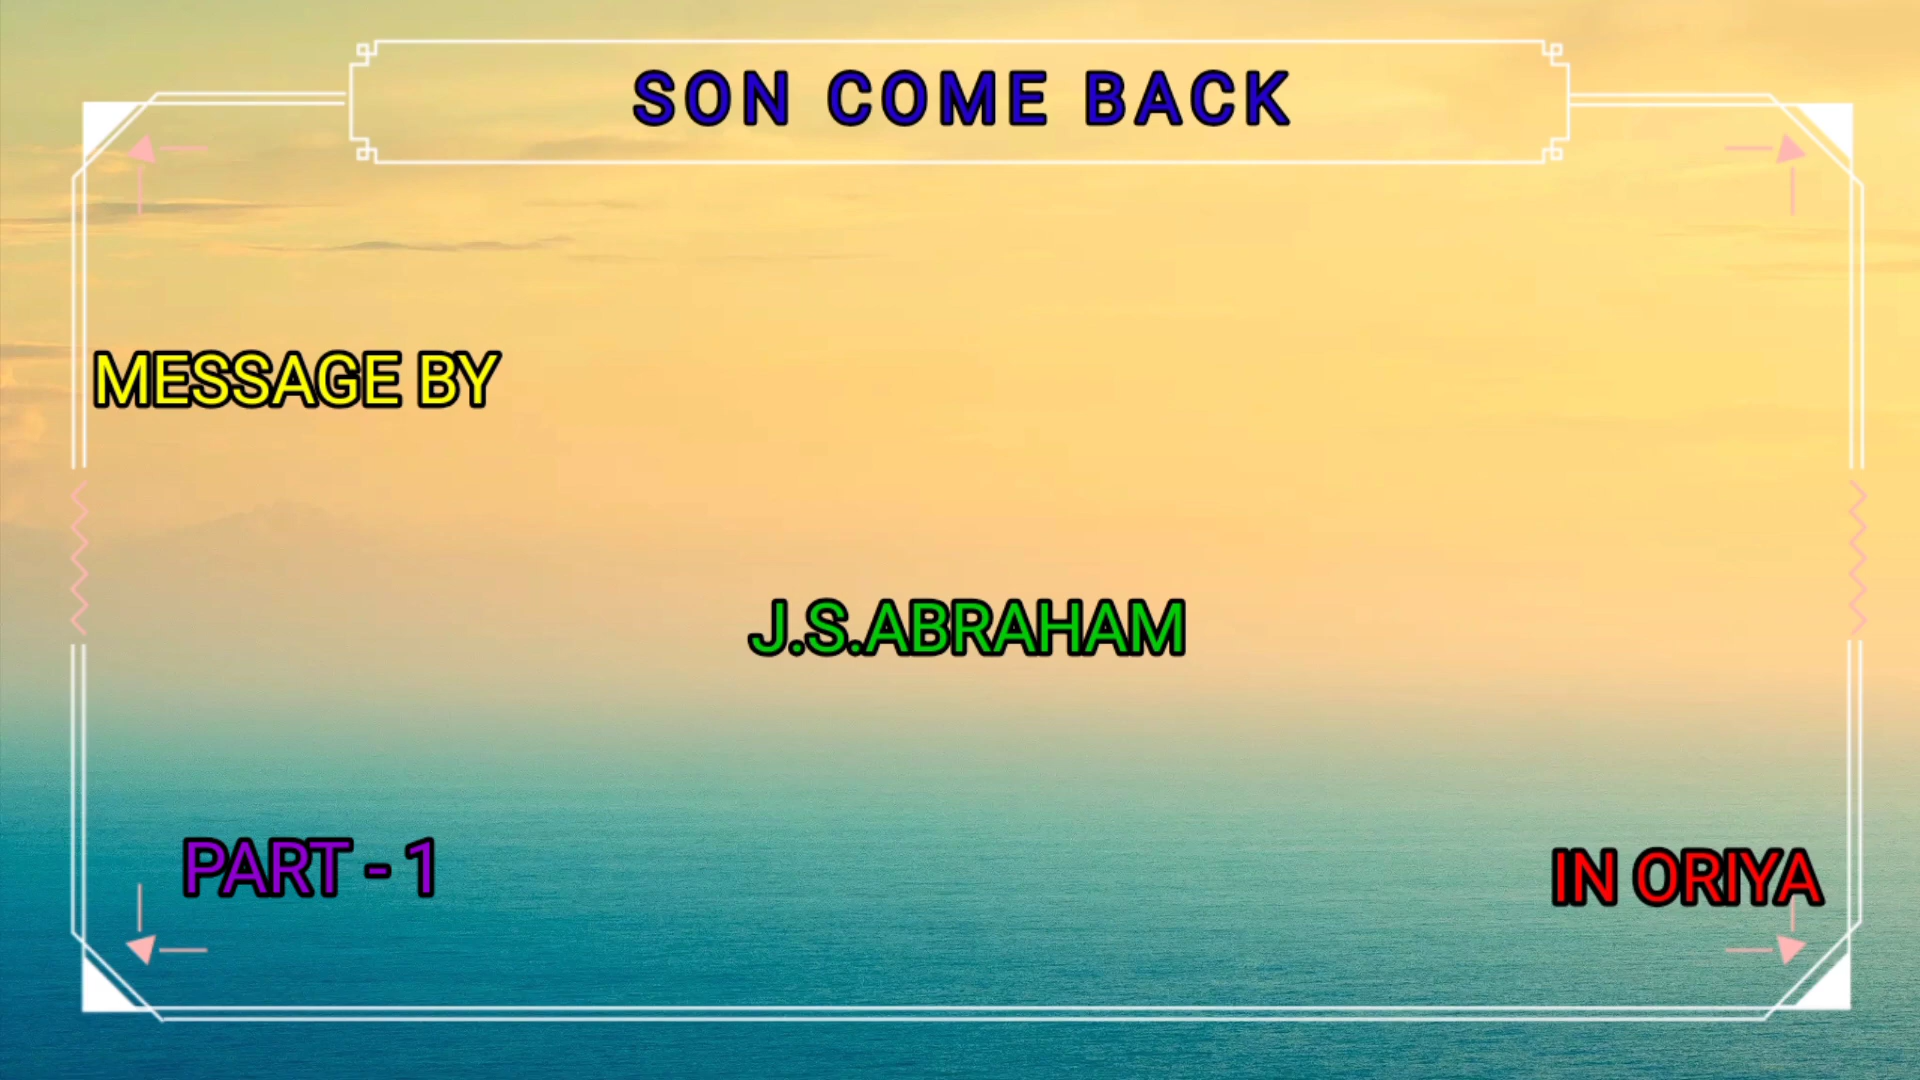 SON COME BACK
MESSAGE BY
J.S.ABRAHAM
PART - 1
IN ORIYA